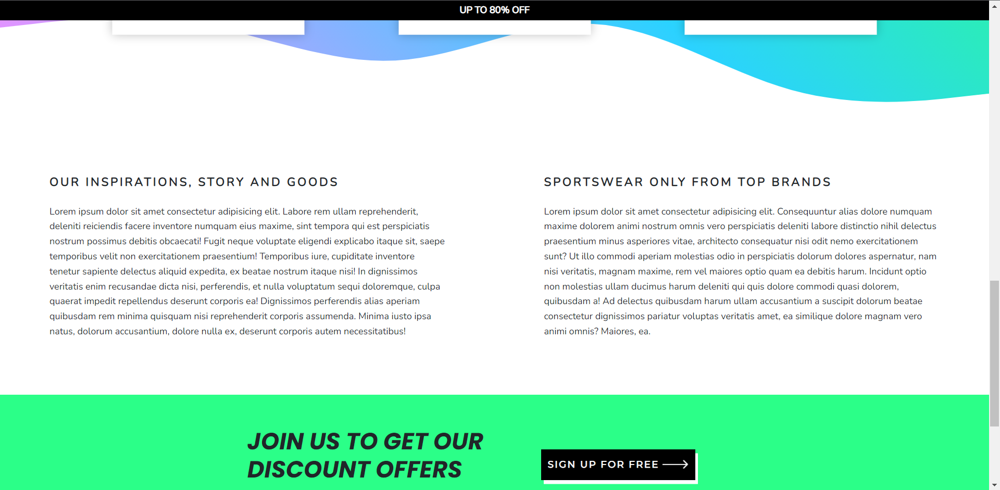 UP TO 80% OFF
OUR INSPIRATIONS, STORY AND GOODS
Lorem ipsum dolor sit amet consectetur adipisicing elit. Labore rem ullam reprehenderit,
deleniti reiciendis facere inventore numquam eius maxime, sint tempora qui est perspiciatis
nostrum possimus debitis obcaecati! Fugit neque voluptate eligendi explicabo itaque sit, saepe
temporibus velit non exercitationem praesentium! Temporibus iure, cupiditate inventore
tenetur sapiente delectus aliquid expedita, ex beatae nostrum itaque nisi! In dignissimos
veritatis enim recusandae dicta nisi, perferendis, et nulla voluptatum sequi doloremque, culpa
quaerat impedit repellendus deserunt corporis ea! Dignissimos perferendis alias aperiam
quibusdam rem minima quisquam nisi reprehenderit corporis assumenda. Minima iusto ipsa
natus, dolorum accusantium, dolore nulla ex, deserunt corporis autem necessitatibus!
SPORTSWEAR ONLY FROM TOP BRANDS
Lorem ipsum dolor sit amet consectetur adipisicing elit. Consequuntur alias dolore numquam
maxime dolorem animi nostrum omnis vero perspiciatis deleniti labore distinctio nihil delectus
praesentium minus asperiores vitae, architecto consequatur nisi odit nemo exercitationem
sunt? Ut illo commodi aperiam molestias odio in perspiciatis dolorum dolores aspernatur, nam
nisi veritatis, magnam maxime, rem vel maiores optio quam ea debitis harum. Incidunt optio
non molestias ullam ducimus harum deleniti qui quis dolore commodi quasi dolorem,
quibusdam a! Ad delectus quibusdam harum ullam accusantium a suscipit dolorum beatae
consectetur dignissimos pariatur voluptas veritatis amet, ea similique dolore magnam vero
animi omnis? Maiores, ea.
JOIN US TO GET OUR
DISCOUNT OFFERS
SIGN UP FOR FREE